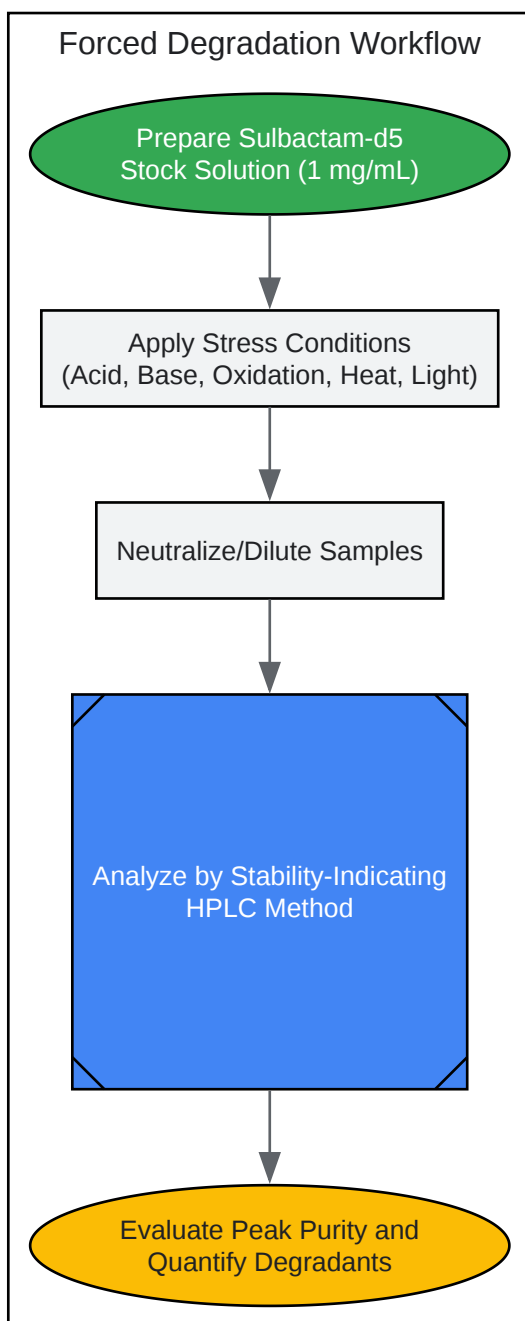 Forced Degradation Workflow
Prepare Sulbactam-d5
Stock Solution (1 mg/mL)
Apply Stress Conditions
(Acid, Base, Oxidation, Heat, Light)
Neutralize/Dilute Samples
Analyze by Stability-Indicating
HPLC Method
Evaluate Peak Purity and
Quantify Degradants